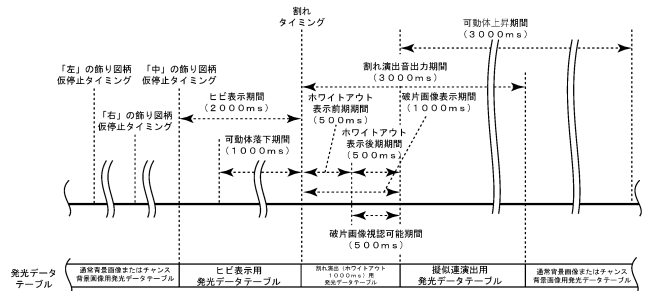 割れ
タイミング
可動体上昇期間
(3000ms)
「左」の飾り図柄
仮停止タイミング
「中」の飾り図柄
仮停止タイミング
割れ演出音出力期間
(3000ms)
ヒビ表示期間
(2000ms)
ホワイトアウト
表示前期期間
(500ms)
破片画像表示期間
(1000ms)
「右」の飾り図柄
仮停止タイミング
ホワイトアウト
表示後期期間
(500ms)
可動体落下期間
(1000ms)
破片画像視認可能期間
(500ms)
発光データ
テーブル
通常背景画像またはチャンス
背景画像用発光データテーブル
ヒビ表示用
発光データテーブル
割れ演出(ホワイトアウト
1000ms)用
発光データテーブル
擬似連演出用
発光データテーブル
通常背景画像またはチャンス
背景画像用発光データテーブル